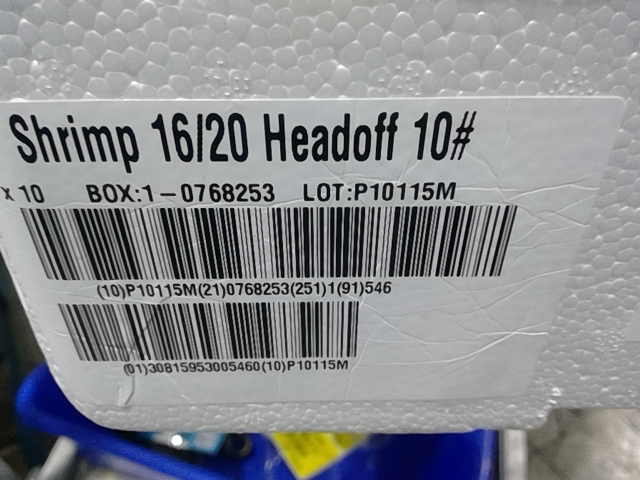 Shrimp 16/20 Headoff 10#
x 10 BOX:1-0768253 LOT:P10115M
(10)P10115M(21)0768253(251)1(91)546
(01)30815953005460(10)P10115M